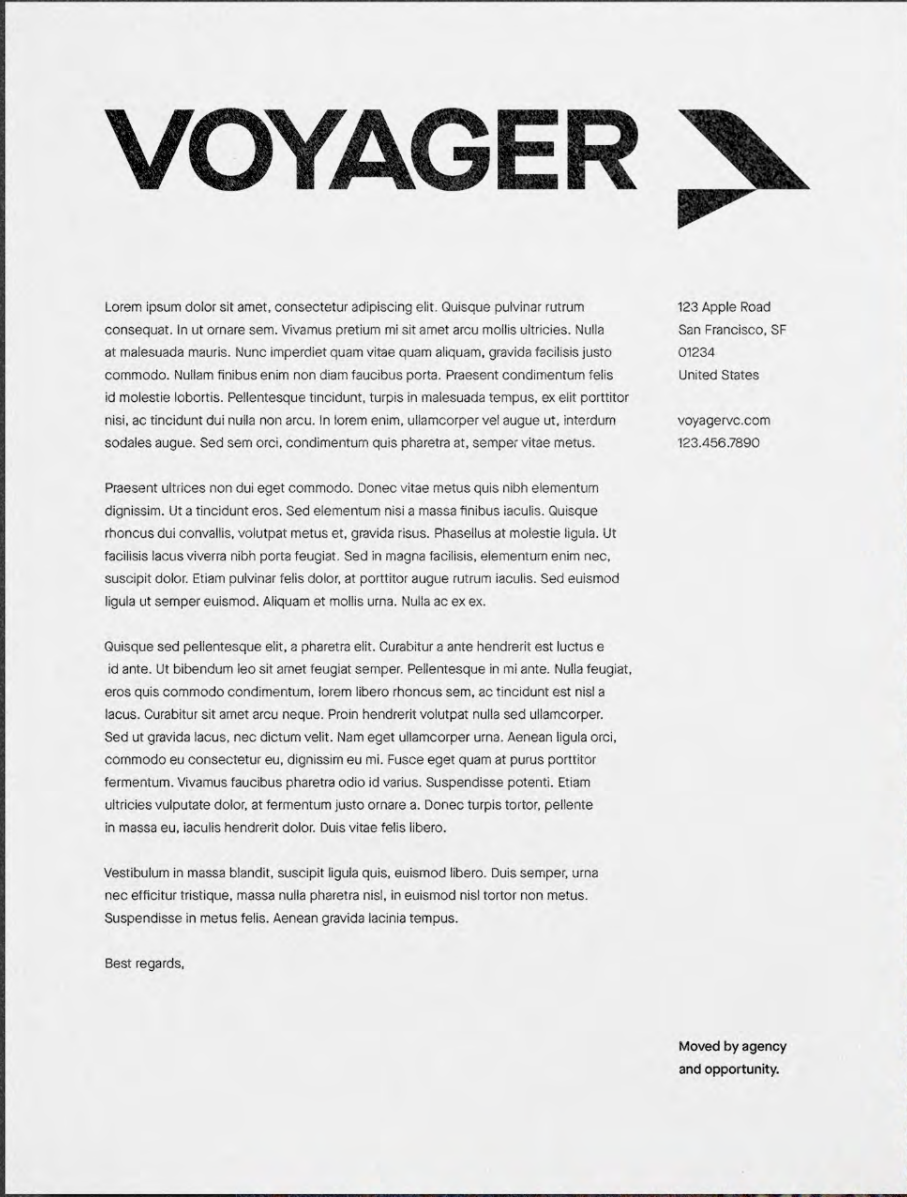 VOYAGER
Lorem ipsum dolor sit amet, consectetur adipiscing elit. Quisque pulvinar rutrum
consequat. In ut ornare sem. Vivamus pretium mi sit amet arcu mollis ultricies. Nulla
at malesuada mauris. Nunc imperdiet quam vitae quam aliquam, gravida facilisis justo
commodo. Nullam finibus enim non diam faucibus porta. Praesent condimentum felis
id molestie lobortis. Pellentesque tincidunt, turpis in malesuada tempus, ex elit porttitor
nisi, ac tincidunt dui nulla non arcu. In lorem enim, ullamcorper vel augue ut, interdum
sodales augue. Sed sem orci, condimentum quis pharetra at, semper vitae metus.
Praesent ultrices non dui eget commodo. Donec vitae metus quis nibh elementum
dignissim. Ut a tincidunt eros. Sed elementum nisi a massa finibus iaculis. Quisque
rhoncus dui convallis, volutpat metus et, gravida risus. Phasellus at molestie ligula. Ut
facilisis lacus viverra nibh porta feugiat. Sed in magna facilisis, elementum enim nec,
suscipit dolor. Etiam pulvinar felis dolor, at porttitor augue rutrum iaculis. Sed euismod
ligula ut semper euismod. Aliquam et mollis urna. Nulla ac ex ex.
Quisque sed pellentesque elit, a pharetra elit. Curabitur a ante hendrerit est luctus e
id ante. Ut bibendum leo sit amet feugiat semper. Pellentesque in mi ante. Nulla feugiat,
eros quis commodo condimentum, lorem libero rhoncus sem, ac tincidunt est nisl a
lacus. Curabitur sit amet arcu neque. Proin hendrerit volutpat nulla sed ullamcorper.
Sed ut gravida lacus, nec dictum velit. Nam eget ullamcorper urna. Aenean ligula orci,
commodo eu consectetur eu, dignissim eu mi. Fusce eget quam at purus porttitor
fermentum. Vivamus faucibus pharetra odio id varius. Suspendisse potenti. Etiam
ultricies vulputate dolor, at fermentum justo ornare a. Donec turpis tortor, pellente
in massa eu, iaculis hendrerit dolor. Duis vitae felis libero.
Vestibulum in massa blandit, suscipit ligula quis, euismod libero. Duis semper, urna
nec efficitur tristique, massa nulla pharetra nisl, in euismod nisl tortor non metus.
Suspendisse in metus felis. Aenean gravida lacinia tempus.
Best regards,
123 Apple Road
San Francisco, SF
01234
United States
voyagervc.com
123.456.7890
Moved by agency
and opportunity.